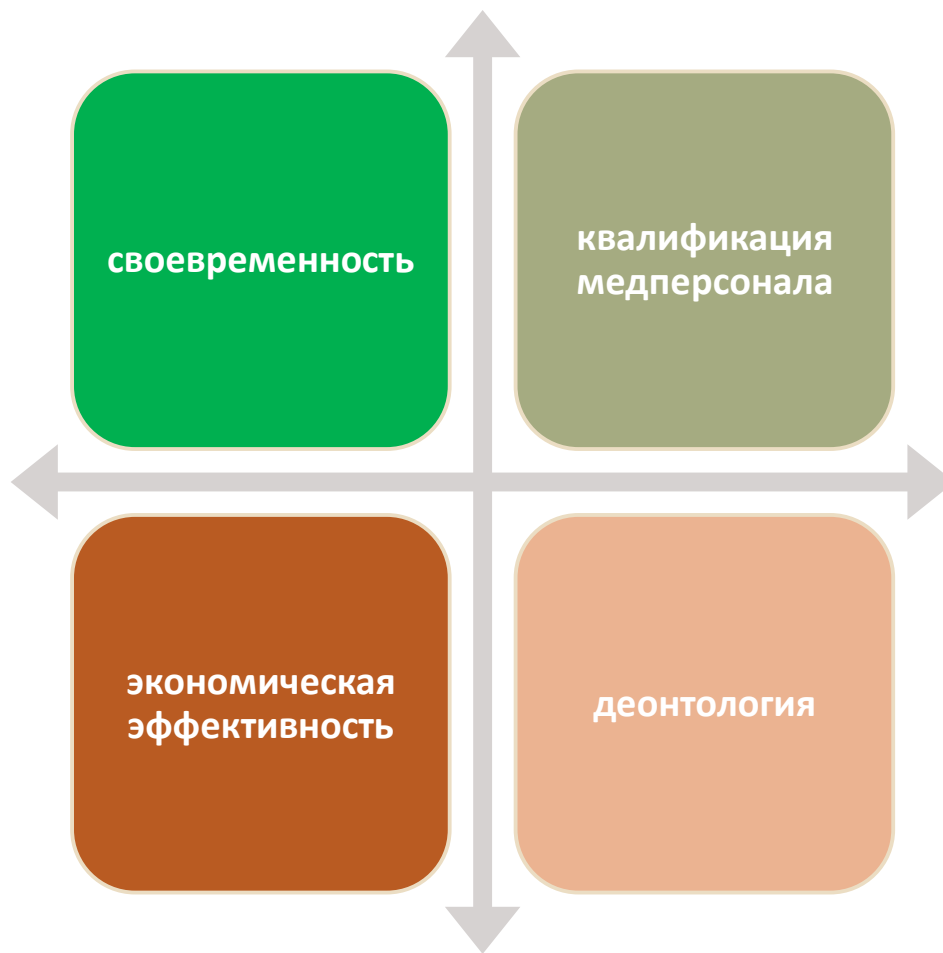 своевременность
квалификация
медперсонала
экономическая
эффективность
деонтология